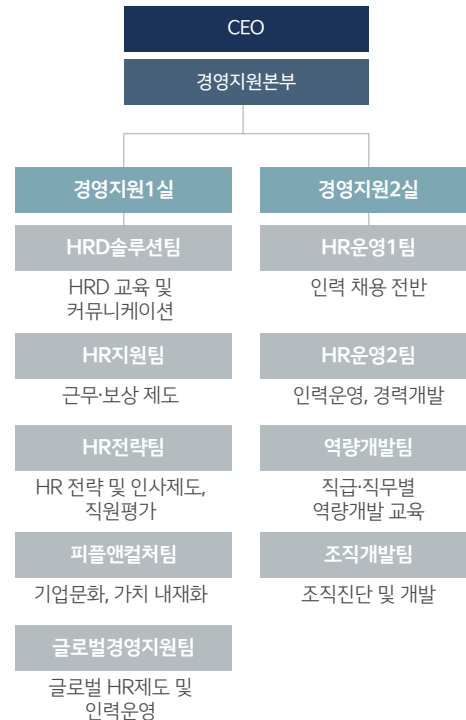 CEO
경영지원본부
경영지원1실
HRD솔루션팀
HRD 교육 및
커뮤니케이션
HR지원팀
근무·보상 제도
HR전략팀
HR 전략 및 인사제도,
직원평가
피플앤컬처팀
기업문화, 가치 내재화
글로벌경영지원팀
글로벌 HR제도 및
인력운영
경영지원2실
HR운영1팀
인력 채용 전반
HR운영2팀
인력운영, 경력개발
역량개발팀
직급·직무별
역량개발 교육
조직개발팀
조직진단 및 개발